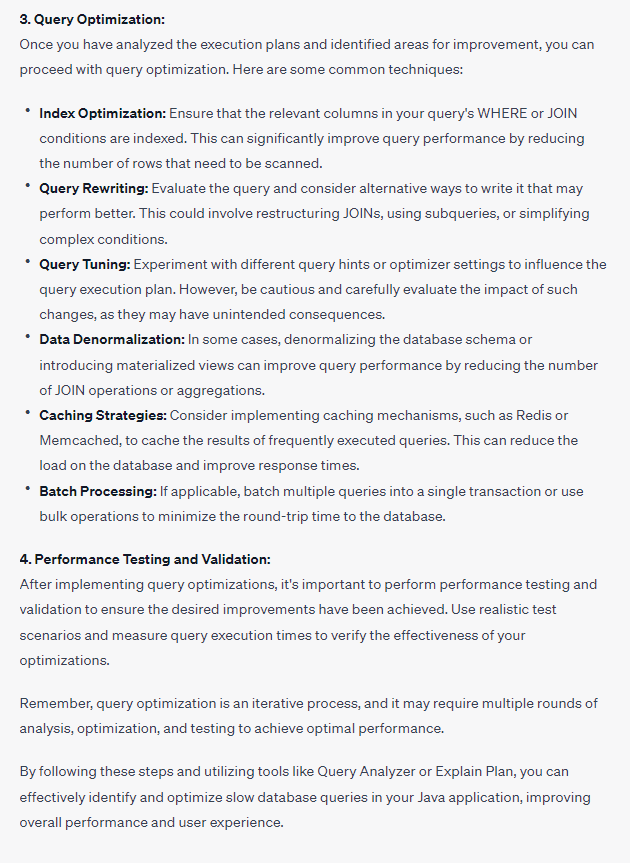 3. Query Optimization:
Once you have analyzed the execution plans and identified areas for improvement, you can
proceed with query optimization. Here are some common techniques:
• Index Optimization: Ensure that the relevant columns in your query's WHERE or JOIN
conditions are indexed. This can significantly improve query performance by reducing
the number of rows that need to be scanned.
• Query Rewriting: Evaluate the query and consider alternative ways to write it that may
perform better. This could involve restructuring JOINs, using subqueries, or simplifying
complex conditions.
• Query Tuning: Experiment with different query hints or optimizer settings to influence the
query execution plan. However, be cautious and carefully evaluate the impact of such
changes, as they may have unintended consequences.
• Data Denormalization: In some cases, denormalizing the database schema or
introducing materialized views can improve query performance by reducing the number
of JOIN operations or aggregations.
• Caching Strategies: Consider implementing caching mechanisms, such as Redis or
Memcached, to cache the results of frequently executed queries. This can reduce the
load on the database and improve response times.
• Batch Processing: If applicable, batch multiple queries into a single transaction or use
bulk operations to minimize the round-trip time to the database.
4. Performance Testing and Validation:
After implementing query optimizations, it's important to perform performance testing and
validation to ensure the desired improvements have been achieved. Use realistic test
scenarios and measure query execution times to verify the effectiveness of your
optimizations.
Remember, query optimization is an iterative process, and it may require multiple rounds of
analysis, optimization, and testing to achieve optimal performance.
By following these steps and utilizing tools like Query Analyzer or Explain Plan, you can
effectively identify and optimize slow database queries in your Java application, improving
overall performance and user experience.